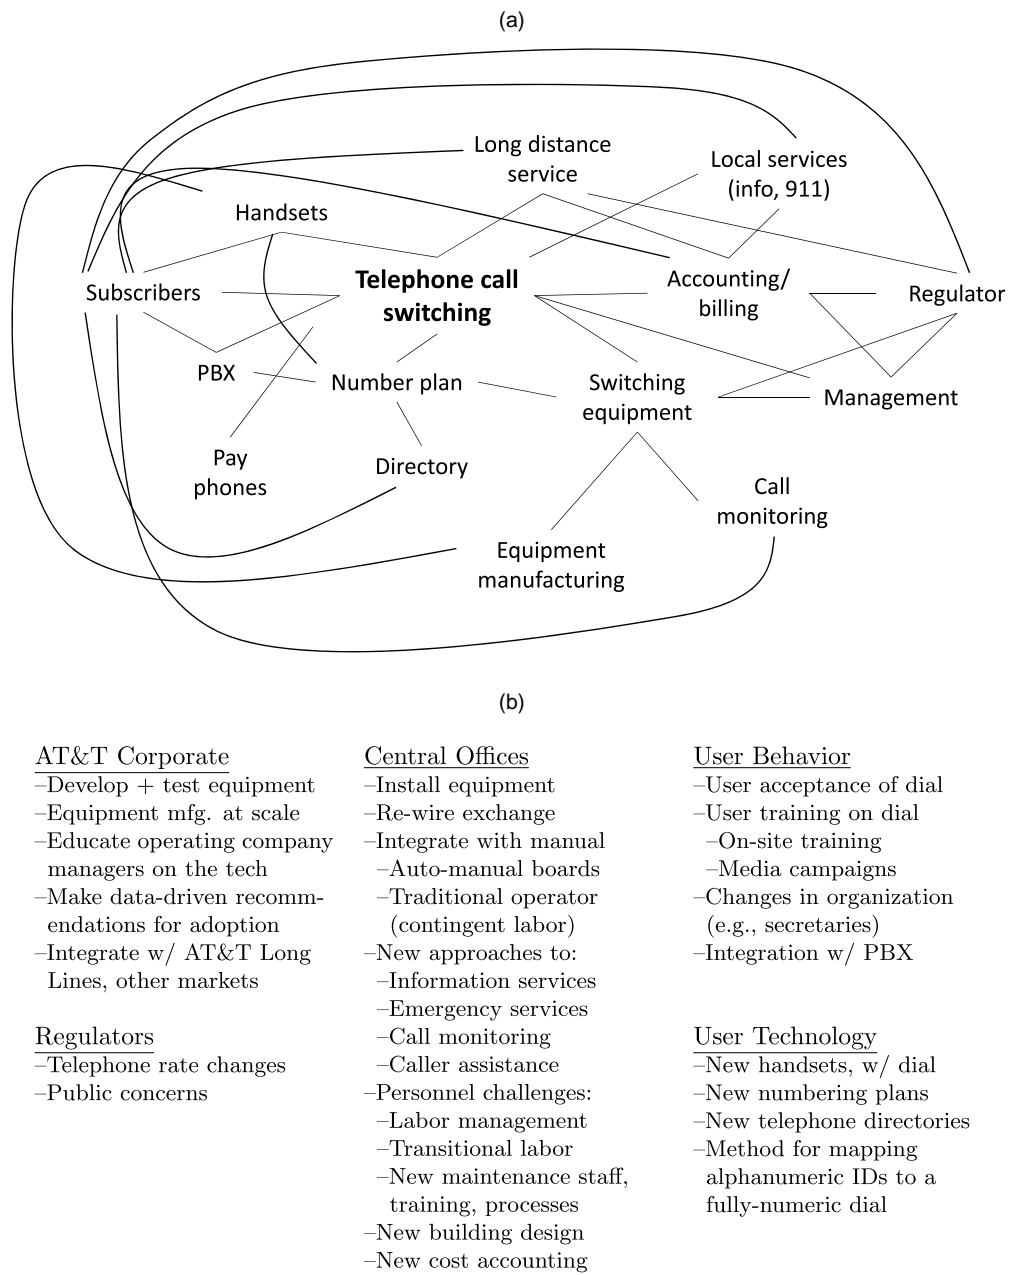 (a)
Long distance
service
Local services
(info, 911)
Handsets
Subscribers
Telephone call
switching
Accounting/
billing
Regulator
PBX
Number plan
Switching
equipment
Management
Pay
phones
Directory
Call
monitoring
Equipment
manufacturing
(b)
AT&T Corporate
–Develop + test equipment
–Equipment mfg. at scale
–Educate operating company
managers on the tech
–Make data-driven recomm-
endations for adoption
–Integrate w/ AT&T Long
Lines, other markets
Regulators
–Telephone rate changes
–Public concerns
Central Offices
–Install equipment
–Re-wire exchange
–Integrate with manual
–Auto-manual boards
–Traditional operator
(contingent labor)
–New approaches to:
–Information services
–Emergency services
–Call monitoring
–Caller assistance
–Personnel challenges:
–Labor management
–Transitional labor
–New maintenance staff,
training, processes
–New building design
–New cost accounting
User Behavior
–User acceptance of dial
–User training on dial
–On-site training
–Media campaigns
–Changes in organization
(e.g., secretaries)
–Integration w/ PBX
User Technology
–New handsets, w/ dial
–New numbering plans
–New telephone directories
–Method for mapping
alphanumeric IDs to a
fully-numeric dial